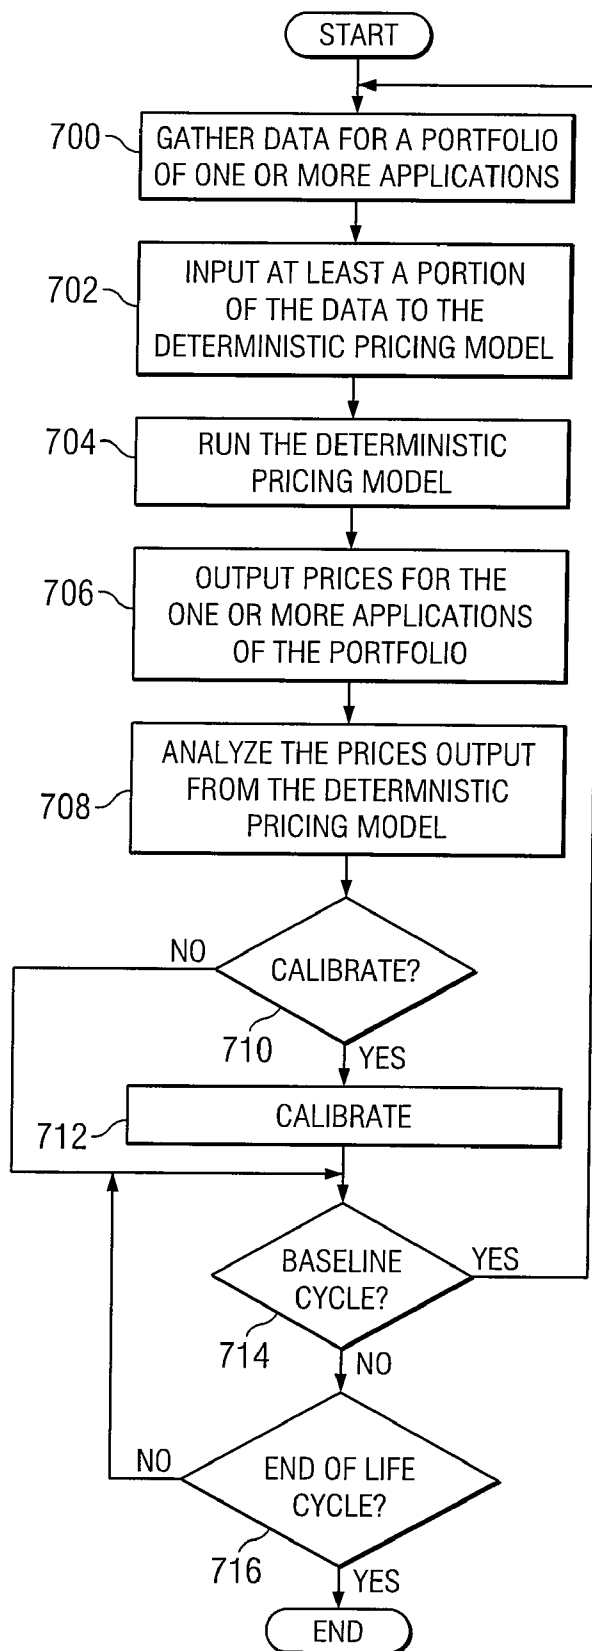 START
700
GATHER DATA FOR A PORTFOLIO
OF ONE OR MORE APPLICATIONS
702
INPUT AT LEAST A PORTION
OF THE DATA TO THE
DETERMINISTIC PRICING MODEL
704
RUN THE DETERMINISTIC
PRICING MODEL
706
OUTPUT PRICES FOR THE
ONE OR MORE APPLICATIONS
OF THE PORTFOLIO
708
ANALYZE THE PRICES OUTPUT
FROM THE DETERMNISTIC
PRICING MODEL
NO
CALIBRATE?
710
YES
712
CALIBRATE
BASELINE
CYCLE?
YES
714
NO
NO
END OF LIFE
CYCLE?
716
YES
END